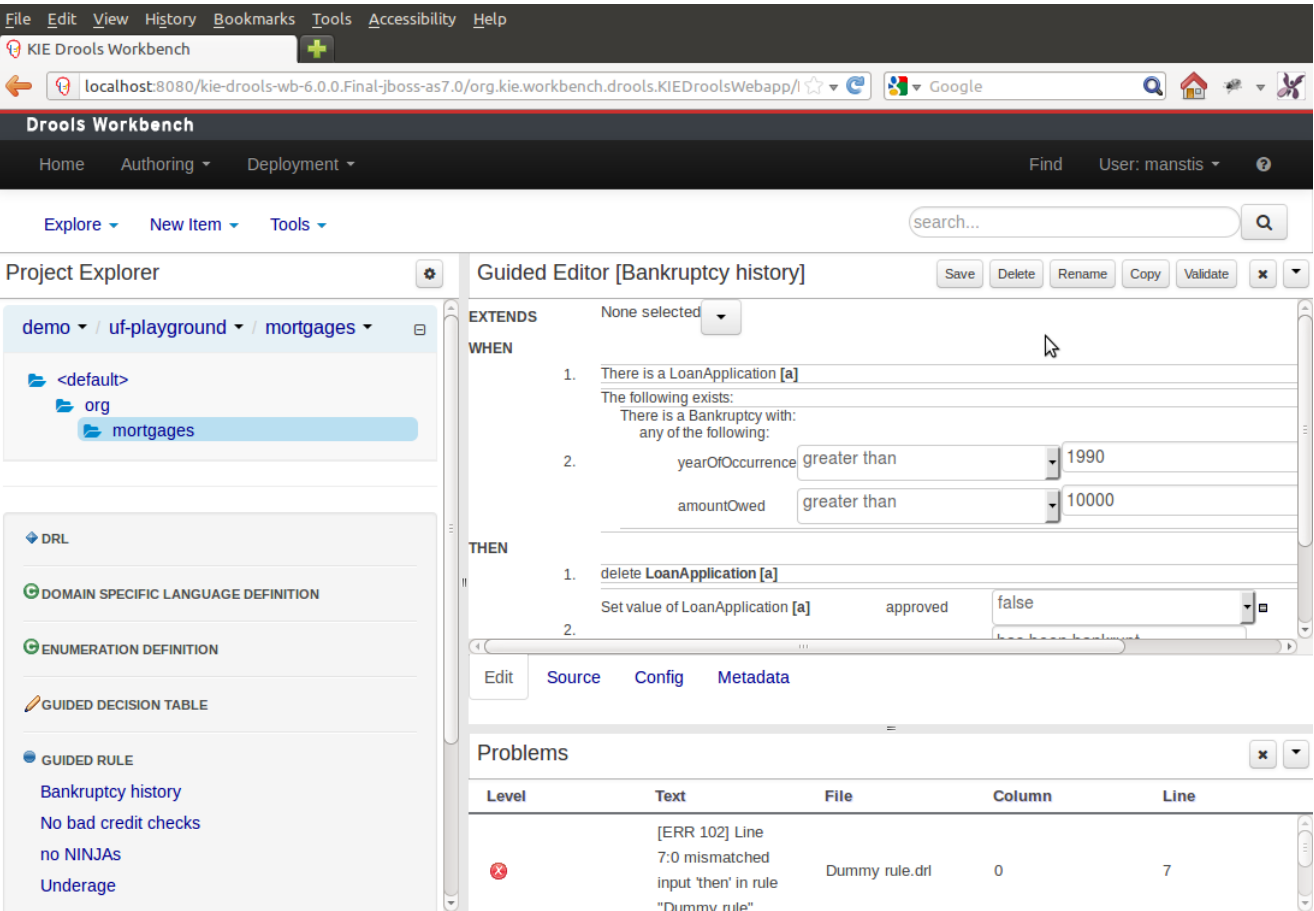 File Edit View History Bookmarks Tools Accessibility Help
KIE Drools Workbench
localhost:8080/kie-drools-wb-6.0.0.Final-jboss-as7.0/org.kie.workbench.drools.KIEDroolsWebapp/
Google
Drools Workbench
Home Authoring Deployment Find User: manstis
Explore New Item Tools search...
Project Explorer
demo / uf-playground / mortgages
<default>
org
mortgages
DRL
DOMAIN SPECIFIC LANGUAGE DEFINITION
ENUMERATION DEFINITION
GUIDED DECISION TABLE
GUIDED RULE
Bankruptcy history
No bad credit checks
no NINJAs
Underage
Guided Editor [Bankruptcy history] Save Delete Rename Copy Validate
EXTENDS None selected
WHEN
1. There is a LoanApplication [a]
The following exists:
There is a Bankruptcy with:
any of the following:
2. yearOfOccurrence greater than 1990
amountOwed greater than 10000
THEN
1. delete LoanApplication [a]
Set value of LoanApplication [a] approved false
2.
has been bankrupt
Edit Source Config Metadata
Problems
Level Text File Column Line
[ERR 102] Line
7:0 mismatched
input 'then' in rule
"Dummy rule"
Dummy rule.drl 0 7